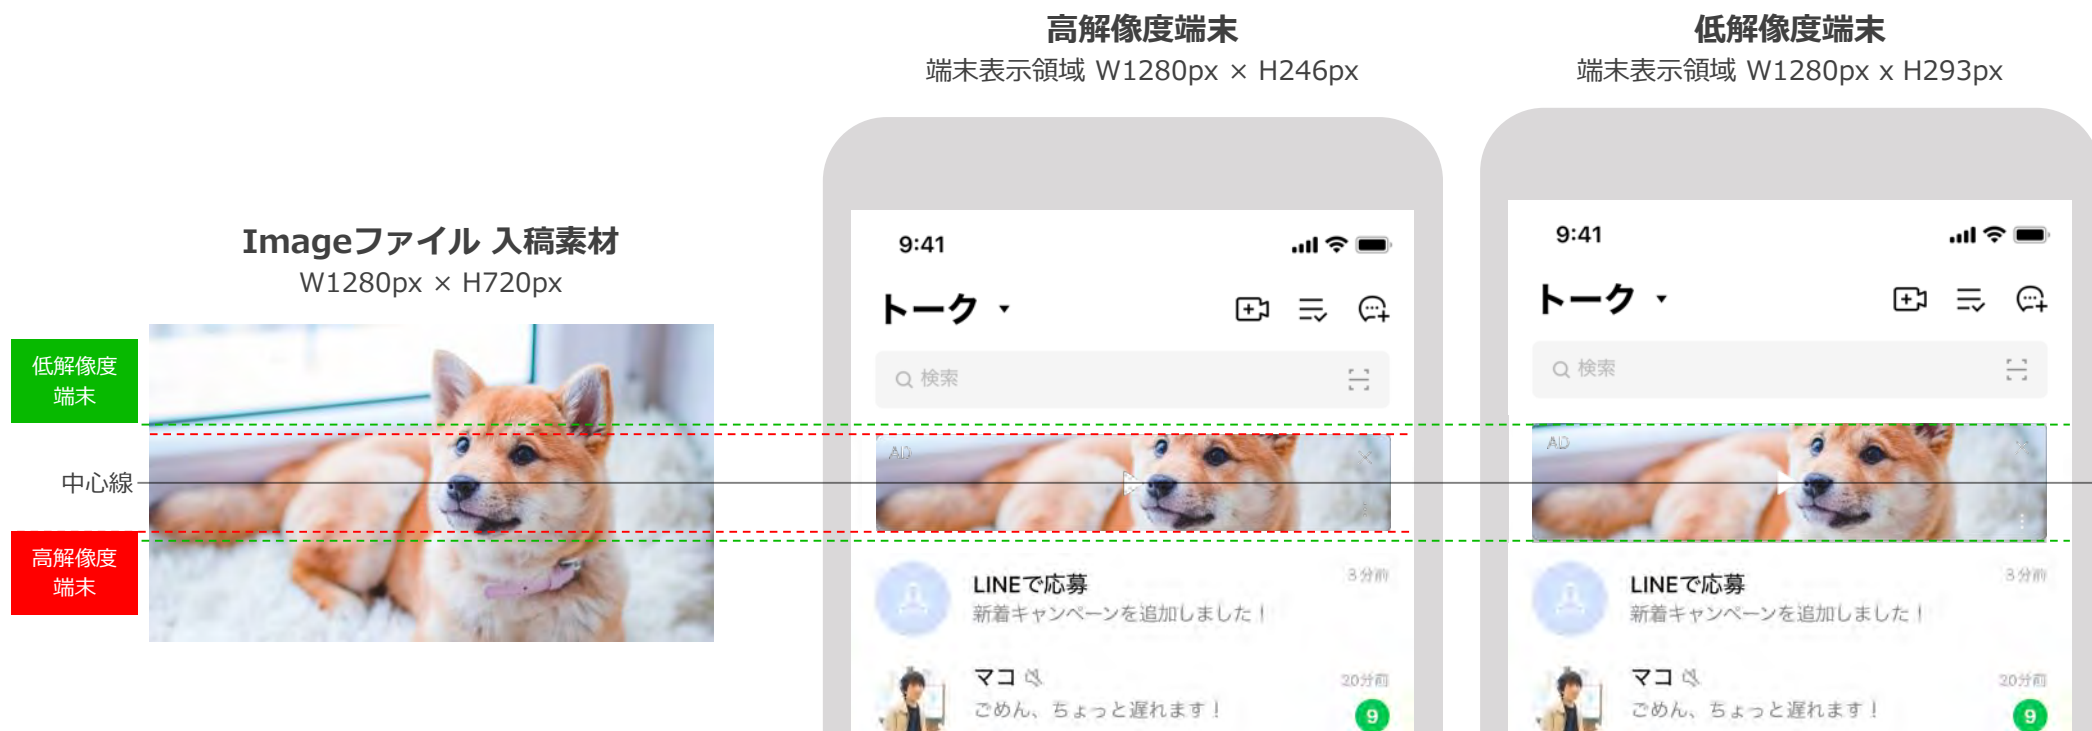 高解像度端末
端末表示領域 W1280px × H246px
低解像度端末
端末表示領域 W1280px x H293px
Imageファイル 入稿素材
W1280px × H720px
低解像度
端末
中心線
高解像度
端末
9:41
トーク
検索
AD
LINEで応募
3分前
新着キャンペーンを追加しました！
マコ
20分前
ごめん、ちょっと遅れます！
9
9:41
トーク
検索
AD
LINEで応募
3分前
新着キャンペーンを追加しました！
マコ
20分前
ごめん、ちょっと遅れます！
9